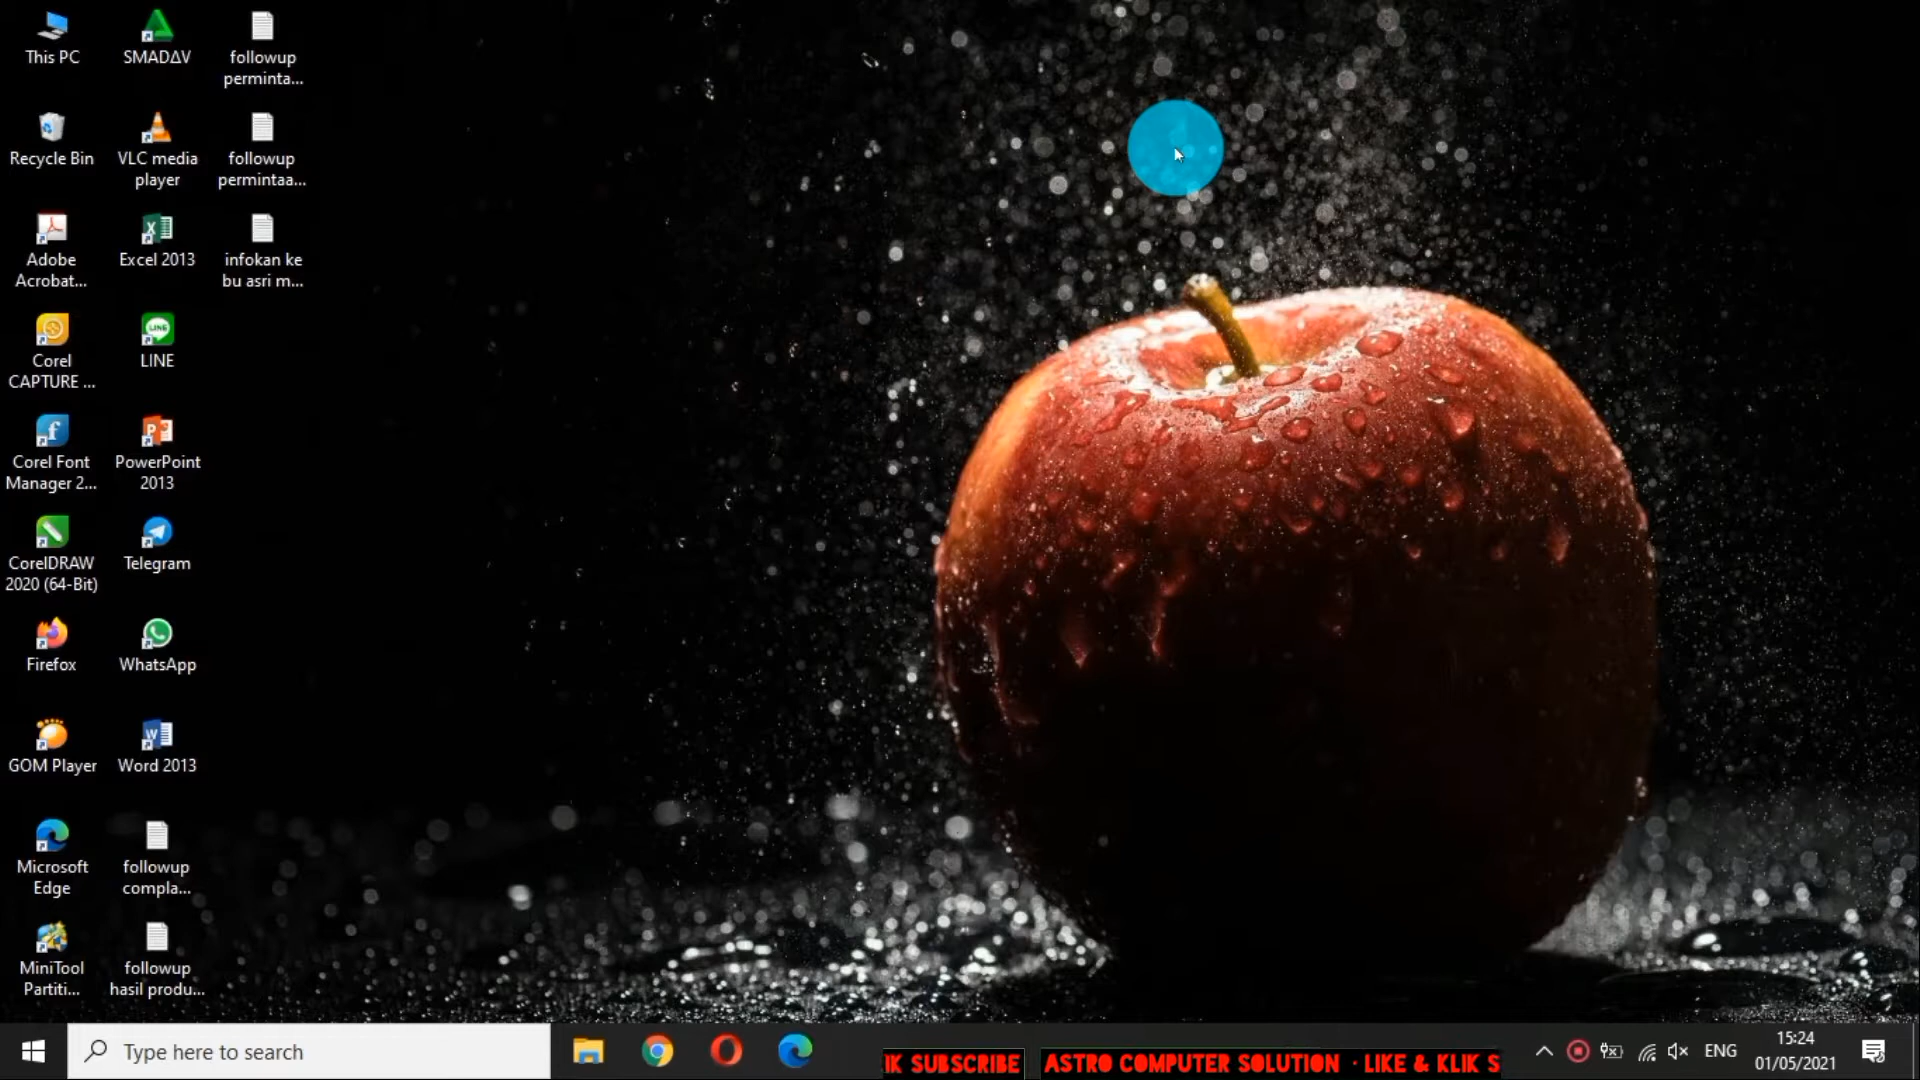 This PC
SMADΔV
followup
perminta...
Recycle Bin
VLC media
player
followup
permintaa...
Adobe
Acrobat...
Excel 2013
infokan ke
bu asri m...
Corel
CAPTURE ...
LINE
Corel Font
Manager 2...
PowerPoint
2013
CorelDRAW
2020 (64-Bit)
Telegram
Firefox
WhatsApp
GOM Player
Word 2013
Microsoft
Edge
followup
compla...
MiniTool
Partiti...
followup
hasil produ...
Type here to search
IK SUBSCRIBE
ASTRO COMPUTER SOLUTION · LIKE & KLIK S
ENG
15:24
01/05/2021